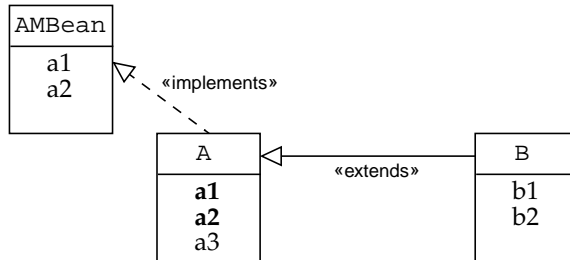 AMBean
a1
a2
«implements»
A
a1
a2
a3
«extends»
B
b1
b2